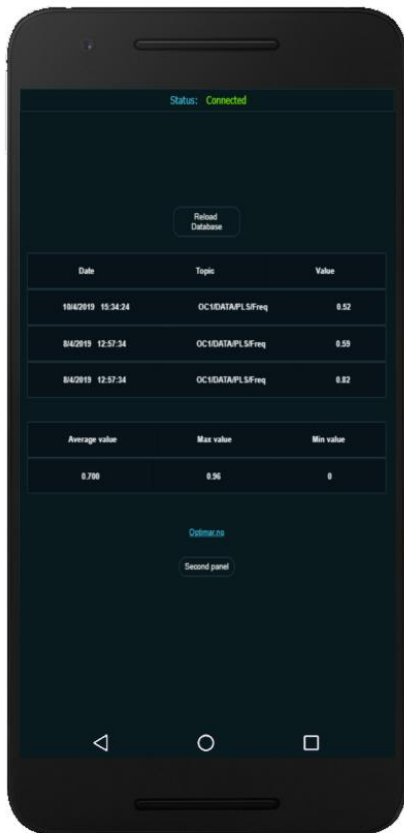 Status: Connected
Reload
Database
Date Topic Value
10/4/2019 15:34:24 OC1/DATA/PLS/Freq 0.52
8/4/2019 12:57:34 OC1/DATA/PLS/Freq 0.59
8/4/2019 12:57:34 OC1/DATA/PLS/Freq 0.82
Average value Max value Min value
0.700 0.96 0
Optimar.no
Second panel